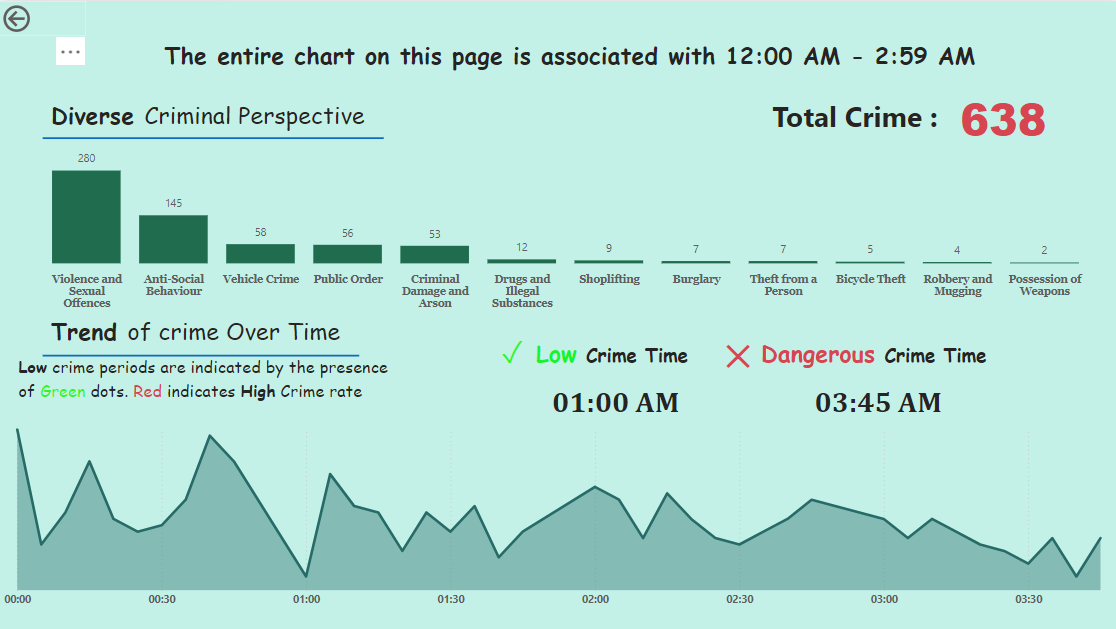 The entire chart on this page is associated with 12:00 AM - 2:59 AM
Diverse Criminal Perspective
Total Crime : 638
280
145
58
56
53
12
9
7
7
5
4
2
Violence and
Sexual
Offences
Anti-Social
Behaviour
Vehicle Crime
Public Order
Criminal
Damage and
Arson
Drugs and
Illegal
Substances
Shoplifting
Burglary
Theft from a
Person
Bicycle Theft
Robbery and
Mugging
Possession of
Weapons
Trend of crime Over Time
Low crime periods are indicated by the presence
of Green dots. Red indicates High Crime rate
Low Crime Time
01:00 AM
Dangerous Crime Time
03:45 AM
00:00 00:30 01:00 01:30 02:00 02:30 03:00 03:30